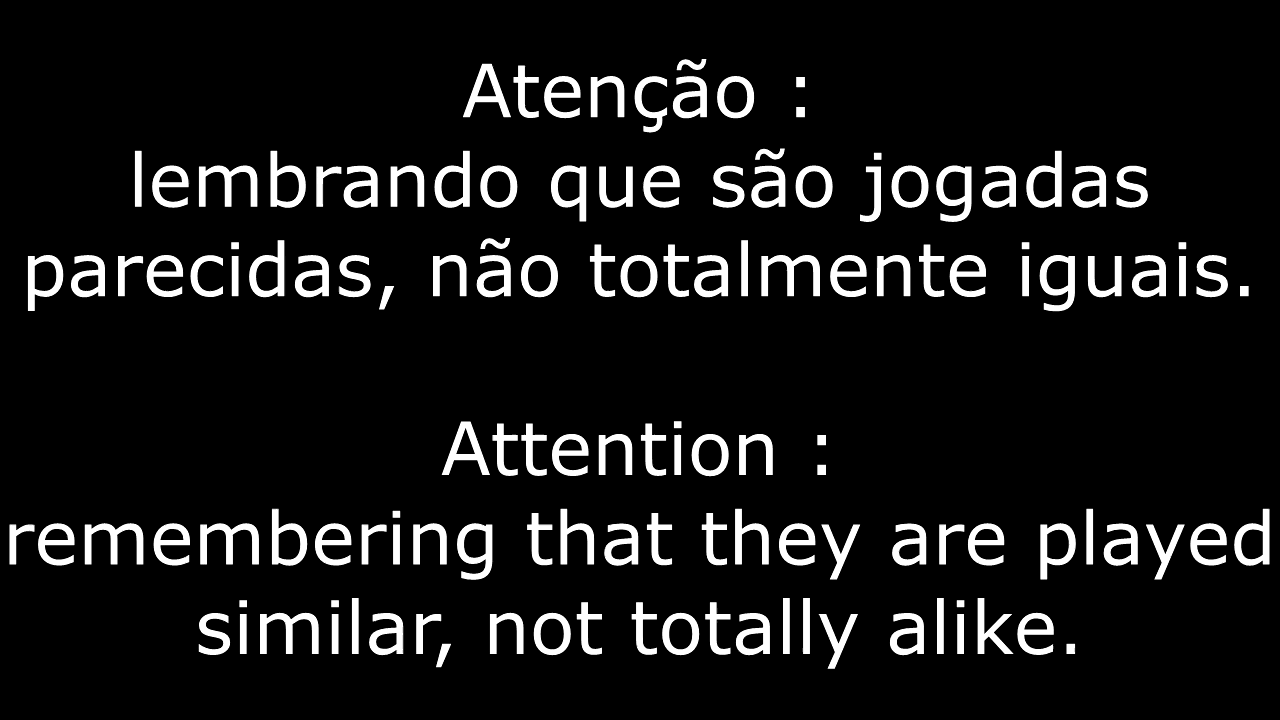 Atenção :
lembrando que são jogadas
parecidas, não totalmente iguais.
Attention :
remembering that they are played
similar, not totally alike.